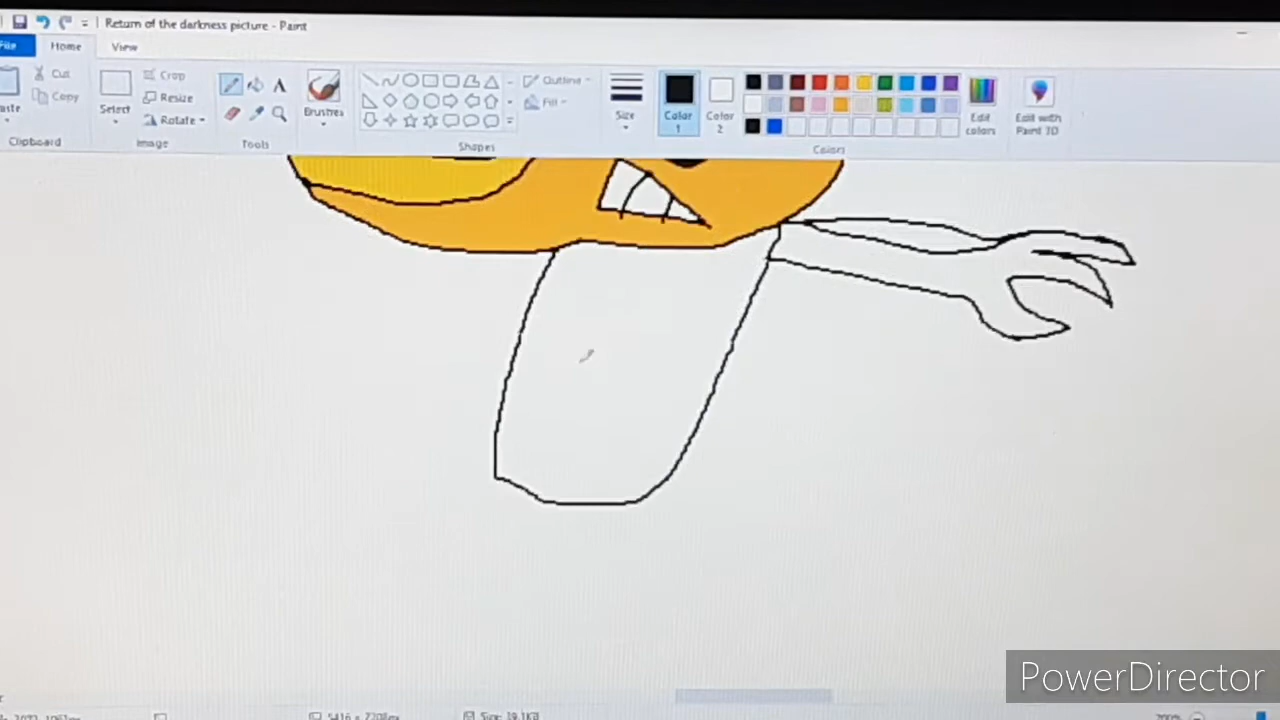 Return of the darkness picture - Paint
File Home View
Cut
Copy
Select
Crop
Resize
Rotate
A
Brushes
Outline
Fill
Size
Color 1
Color 2
Edit colors
Edit with Paint 3D
Clipboard Image Tools Shapes Colors
PowerDirector